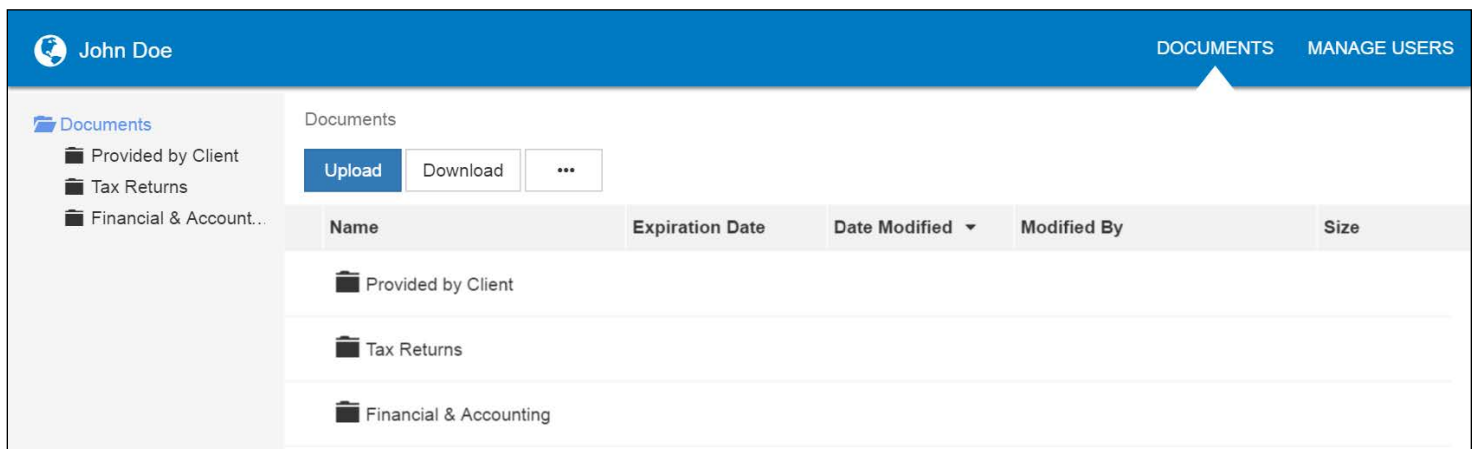 John Doe
DOCUMENTS MANAGE USERS
Documents
Provided by Client
Tax Returns
Financial & Account...
Documents
Upload Download •••
Name Expiration Date Date Modified Modified By Size
Provided by Client
Tax Returns
Financial & Accounting